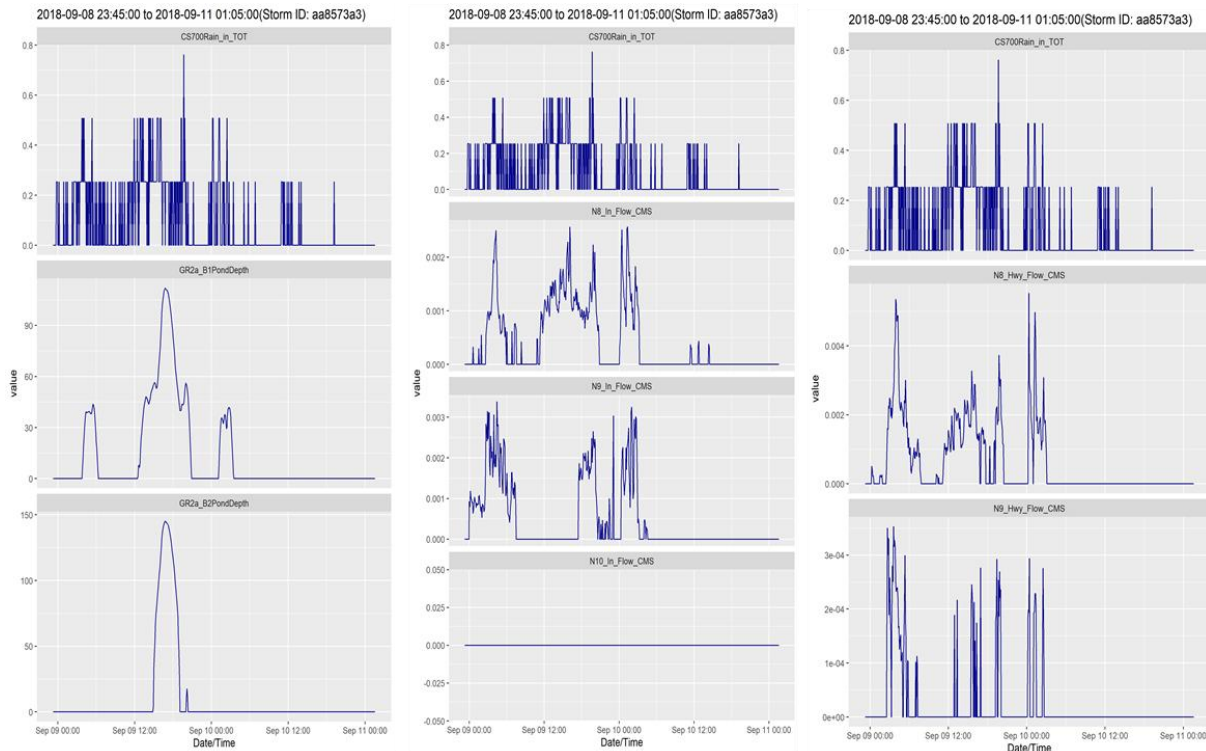 2018-09-08 23:45:00 to 2018-09-11 01:05:00(Storm ID: aa8573a3)
CS700Rain_in_TOT
0.8
0.6
0.4
0.2
0.0
GR2a_B1PondDepth
90
60
30
0
value
GR2a_B2PondDepth
150
100
50
0
Sep 09 00:00
Sep 09 12:00
Sep 10 00:00
Sep 10 12:00
Sep 11 00:00
Date/Time
2018-09-08 23:45:00 to 2018-09-11 01:05:00(Storm ID: aa8573a3)
CS700Rain_in_TOT
0.8
0.6
0.4
0.2
0.0
N8_In_Flow_CMS
0.002
0.001
0.000
value
N9_In_Flow_CMS
0.003
0.002
0.001
0.000
N10_In_Flow_CMS
0.050
0.025
0.000
-0.025
-0.050
Sep 09 00:00
Sep 09 12:00
Sep 10 00:00
Sep 10 12:00
Sep 11 00:00
Date/Time
2018-09-08 23:45:00 to 2018-09-11 01:05:00(Storm ID: aa8573a3)
CS700Rain_in_TOT
0.8
0.6
0.4
0.2
0.0
N8_Hwy_Flow_CMS
0.004
0.002
0.000
value
N9_Hwy_Flow_CMS
3e-04
2e-04
1e-04
0e+00
Sep 09 00:00
Sep 09 12:00
Sep 10 00:00
Sep 10 12:00
Sep 11 00:00
Date/Time